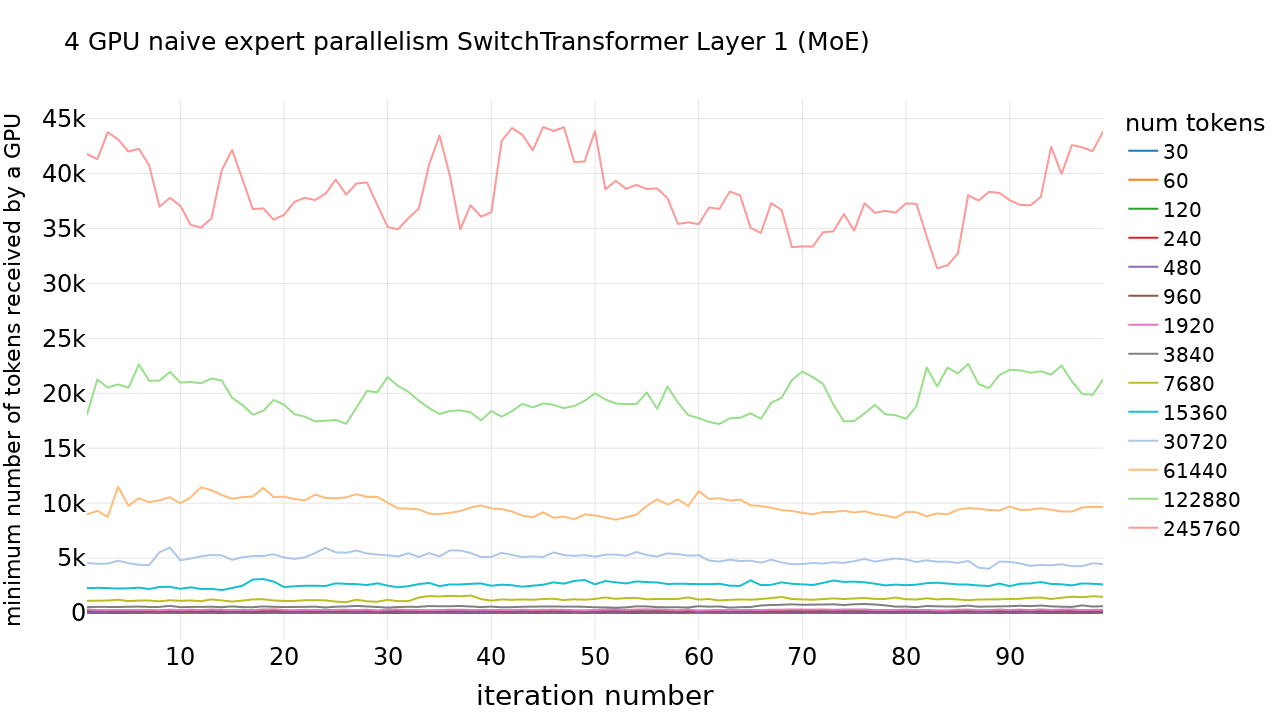 4 GPU naive expert parallelism SwitchTransformer Layer 1 (MoE)
minimum number of tokens received by a GPU
45k
40k
35k
30k
25k
20k
15k
10k
5k
0
10
20
30
40
50
60
70
80
90
iteration number
num tokens
30
60
120
240
480
960
1920
3840
7680
15360
30720
61440
122880
245760